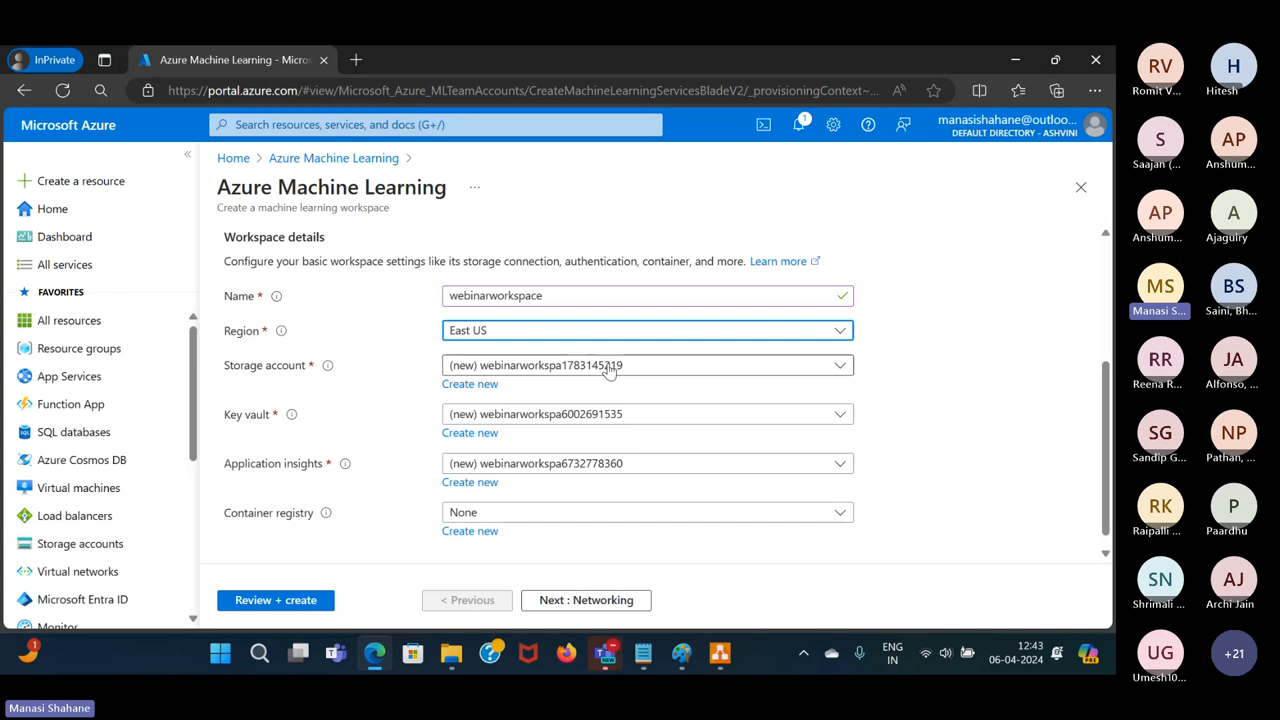 InPrivate
Azure Machine Learning - Micros
https://portal.azure.com/#view/Microsoft_Azure_MLTeamAccounts/CreateMachineLearningServicesBladeV2/_provisioningContext~...
Microsoft Azure
Search resources, services, and docs (G+/)
1
manasishahane@outloo...
DEFAULT DIRECTORY - ASHVINI
Create a resource
Home
Dashboard
All services
FAVORITES
All resources
Resource groups
App Services
Function App
SQL databases
Azure Cosmos DB
Virtual machines
Load balancers
Storage accounts
Virtual networks
Microsoft Entra ID
Monitor
Home > Azure Machine Learning >
Azure Machine Learning ...
Create a machine learning workspace
Workspace details
Configure your basic workspace settings like its storage connection, authentication, container, and more. Learn more
Name *
webinarworkspace
Region *
East US
Storage account *
(new) webinarworkspa1783145219
Create new
Key vault *
(new) webinarworkspa6002691535
Create new
Application insights *
(new) webinarworkspa6732778360
Create new
Container registry
None
Create new
Review + create
< Previous
Next : Networking
1
NEW
ENG
IN
12:43
06-04-2024
PRE
RV
Romit V...
H
Hitesh
S
Saajan (...
AP
Anshum...
AP
Anshum...
A
Ajaguiry
MS
Manasi S...
BS
Saini, Bh...
RR
Reena R...
JA
Alfonso, ...
SG
Sandip G...
NP
Pathan, ...
RK
Raipalli ...
P
Paardhu
SN
Shrimali ...
AJ
Archi Jain
UG
Umesh10...
+21
Manasi Shahane